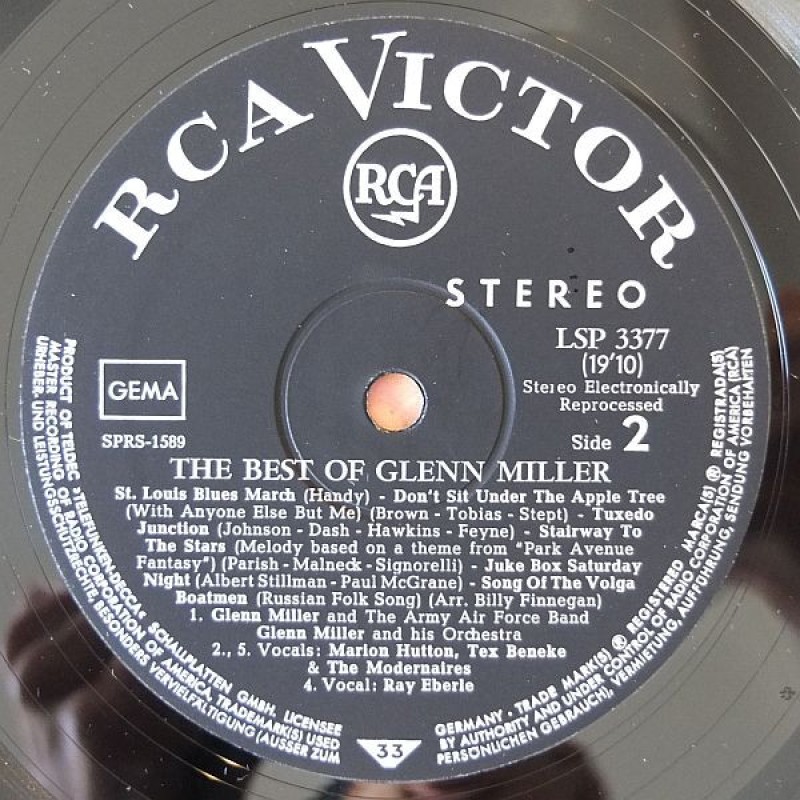 RCA VICTOR
RCA
STEREO
LSP 3377
(19'10)
Stereo Electronically
Reprocessed
Side 2
GEMA
SPRS-1589
THE BEST OF GLENN MILLER
St. Louis Blues March (Handy) - Don't Sit Under The Apple Tree
(With Anyone Else But Me) (Brown - Tobias - Stept) - Tuxedo
Junction (Johnson - Dash - Hawkins - Feyne) - Stairway To
The Stars (Melody based on a theme from "Park Avenue
Fantasy") (Parish - Malneck - Signorelli) - Juke Box Saturday
Night (Albert Stillman - Paul McGrane) - Song Of The Volga
Boatmen (Russian Folk Song) (Arr. Billy Finnegan)
1. Glenn Miller and The Army Air Force Band
Glenn Miller and his Orchestra
2., 5. Vocals: Marion Hutton, Tex Beneke
& The Modernaires
4. Vocal: Ray Eberle
33
PRODUCT OF TELDEC »TELEFUNKEN-DECCA« SCHALLPLATTEN GMBH, LICENSEE
MASTER RECORDING OF RADIO CORPORATION OF AMERICA, TRADEMARK(S) USED
URHEBER- UND LEISTUNGSSCHUTZRECHTE, BESONDERS VERVIELFÄLTIGUNG (AUSSER ZUM
GERMANY - TRADE MARK(S) ® REGISTERED MARCA(S) ® REGISTRADA(S)
BY AUTHORITY AND UNDER CONTROL OF RADIO CORPORATION OF AMERICA (RCA)
PERSÖNLICHEN GEBRAUCH), VERMIETUNG, AUFFÜHRUNG, SENDUNG VORBEHALTEN